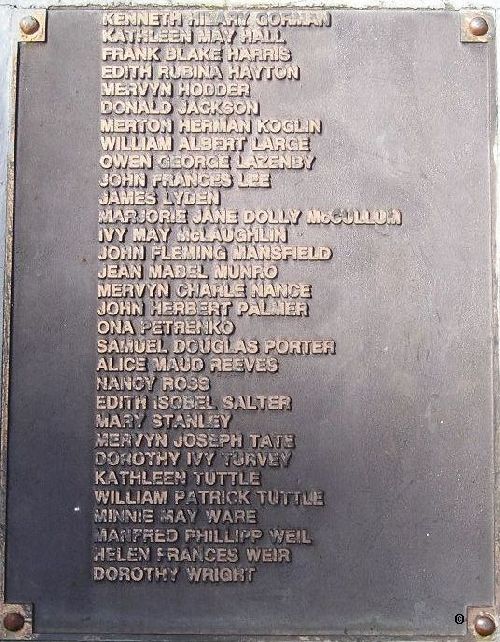 KENNETH HILARY GORMAN
KATHLEEN MAY HALL
FRANK BLAKE HARRIS
EDITH RUBINA HAYTON
MERVYN HODDER
DONALD JACKSON
MERTON HERMAN KOGLIN
WILLIAM ALBERT LARGE
OWEN GEORGE LAZENBY
JOHN FRANCES LEE
JAMES LYDEN
MARJORIE JANE DOLLY McCULLUM
IVY MAY McLAUGHLIN
JOHN FLEMING MANSFIELD
JEAN MABEL MUNRO
MERVYN CHARLE NANCE
JOHN HERBERT PALMER
ONA PETRENKO
SAMUEL DOUGLAS PORTER
ALICE MAUD REEVES
NANCY ROSS
EDITH ISOBEL SALTER
MARY STANLEY
MERVYN JOSEPH TATE
DOROTHY IVY TURVEY
KATHLEEN TUTTLE
WILLIAM PATRICK TUTTLE
MINNIE MAY WARE
MANFRED PHILLIPP WEIL
HELEN FRANCES WEIR
DOROTHY WRIGHT